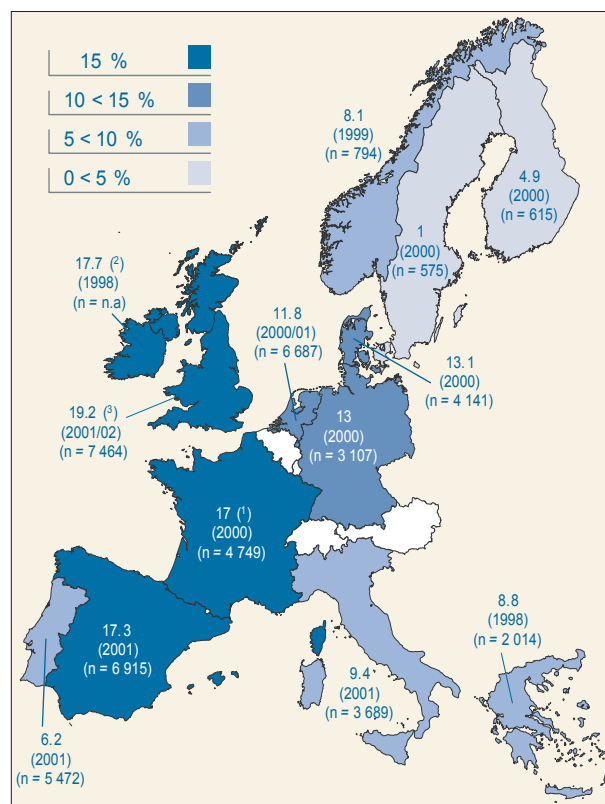 15 %
10 < 15 %
5 < 10 %
0 < 5 %
8.1
(1999)
(n = 794)
4.9
(2000)
(n = 615)
1
(2000)
(n = 575)
17.7 (²)
(1998)
(n = n.a)
11.8
(2000/01)
(n = 6 687)
13.1
(2000)
(n = 4 141)
19.2 (³)
(2001/02)
(n = 7 464)
13
(2000)
(n = 3 107)
17 (¹)
(2000)
(n = 4 749)
17.3
(2001)
(n = 6 915)
8.8
(1998)
(n = 2 014)
9.4
(2001)
(n = 3 689)
6.2
(2001)
(n = 5 472)